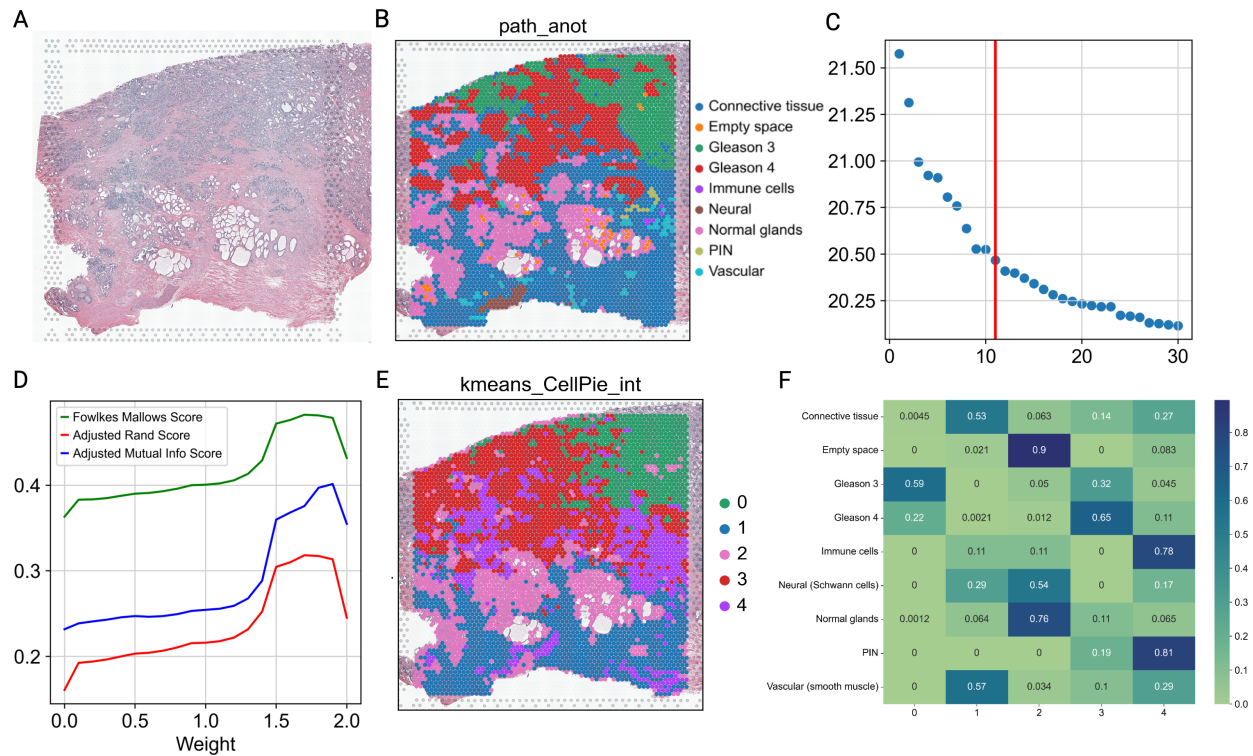 A
B
path_anot
Connective tissue
Empty space
Gleason 3
Gleason 4
Immune cells
Neural
Normal glands
PIN
Vascular
C
21.50
21.25
21.00
20.75
20.50
20.25
0 10 20 30
D
Fowlkes Mallows Score
Adjusted Rand Score
Adjusted Mutual Info Score
0.4
0.3
0.2
0.0 0.5 1.0 1.5 2.0
Weight
E
kmeans_CellPie_int
0
1
2
3
4
F
Connective tissue 0.0045 0.53 0.063 0.14 0.27
Empty space 0 0.021 0.9 0 0.083
Gleason 3 0.59 0 0.05 0.32 0.045
Gleason 4 0.22 0.0021 0.012 0.65 0.11
Immune cells 0 0.11 0.11 0 0.78
Neural (Schwann cells) 0 0.29 0.54 0 0.17
Normal glands 0.0012 0.064 0.76 0.11 0.065
PIN 0 0 0 0.19 0.81
Vascular (smooth muscle) 0 0.57 0.034 0.1 0.29
0 1 2 3 4
0.8
0.7
0.6
0.5
0.4
0.3
0.2
0.1
0.0